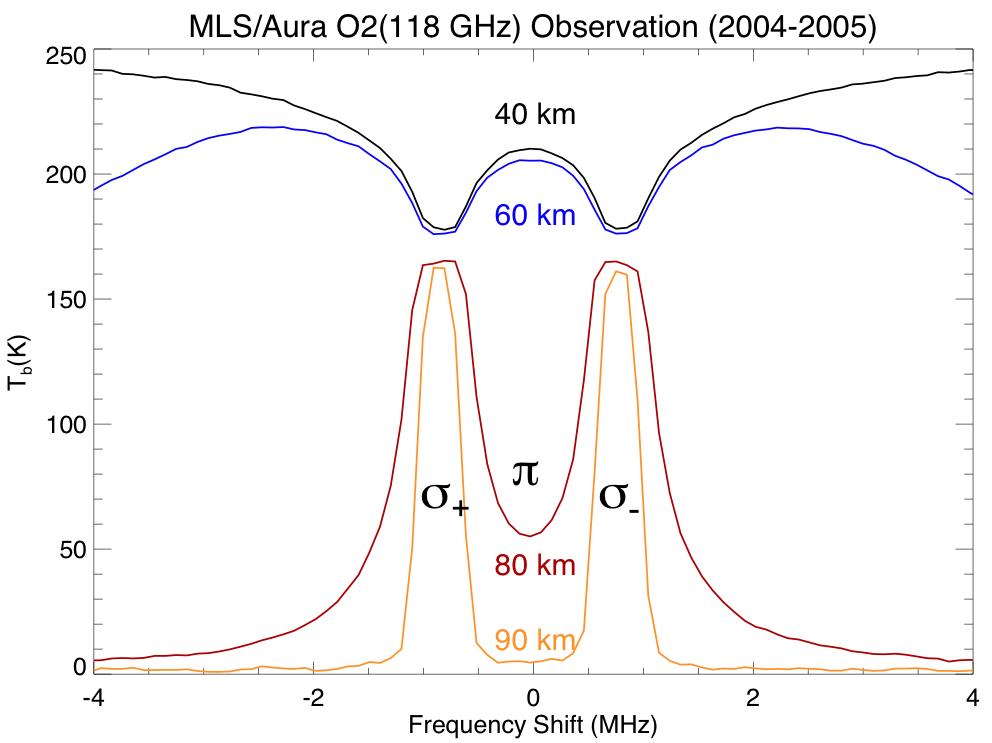 MLS/Aura O2(118 GHz) Observation (2004-2005)
250
200
150
100
50
0
Tb(K)
40 km
60 km
π
σ+
σ-
80 km
90 km
-4
-2
0
2
4
Frequency Shift (MHz)